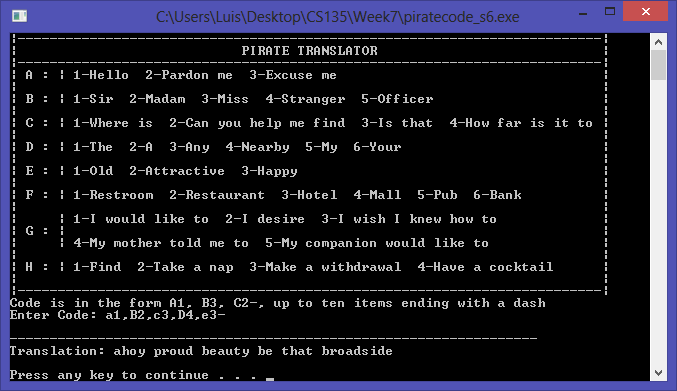 C:\Users\Luis\Desktop\CS135\Week7\piratecode_s6.exe
PIRATE TRANSLATOR
A : | 1-Hello 2-Pardon me 3-Excuse me
B : | 1-Sir 2-Madam 3-Miss 4-Stranger 5-Officer
C : | 1-Where is 2-Can you help me find 3-Is that 4-How far is it to
D : | 1-The 2-A 3-Any 4-Nearby 5-My 6-Your
E : | 1-Old 2-Attractive 3-Happy
F : | 1-Restroom 2-Restaurant 3-Hotel 4-Mall 5-Pub 6-Bank
| 1-I would like to 2-I desire 3-I wish I knew how to
G : |
| 4-My mother told me to 5-My companion would like to
H : | 1-Find 2-Take a nap 3-Make a withdrawal 4-Have a cocktail
Code is in the form A1, B3, C2-, up to ten items ending with a dash
Enter Code: a1,B2,c3,D4,e3-
Translation: ahoy proud beauty be that broadside
Press any key to continue . . . _